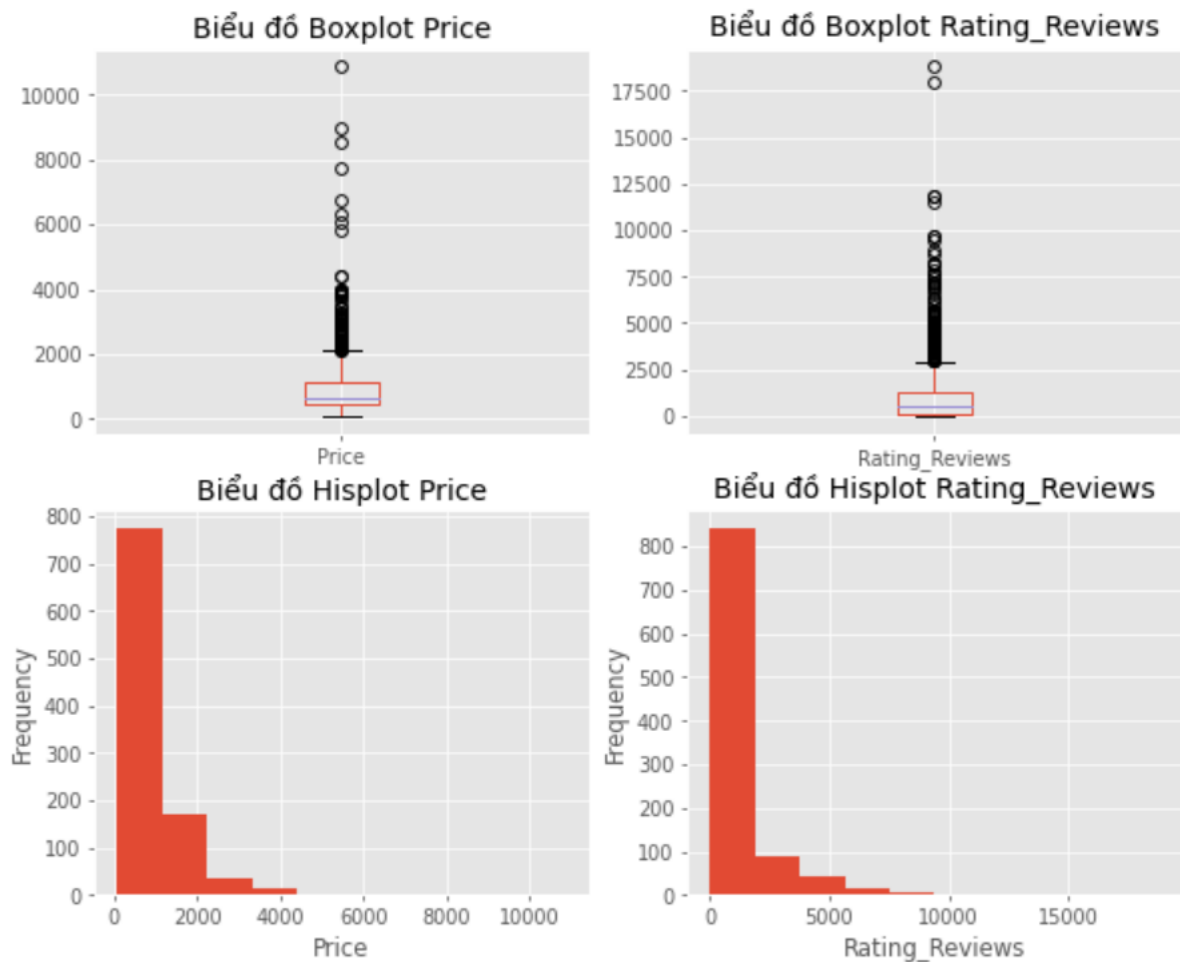 Biểu đồ Boxplot Price
10000
8000
6000
4000
2000
0
Price
Biểu đồ Boxplot Rating_Reviews
17500
15000
12500
10000
7500
5000
2500
0
Rating_Reviews
Biểu đồ Hisplot Price
800
700
600
500
400
300
200
100
0
Frequency
0 2000 4000 6000 8000 10000
Price
Biểu đồ Hisplot Rating_Reviews
800
700
600
500
400
300
200
100
0
Frequency
0 5000 10000 15000
Rating_Reviews